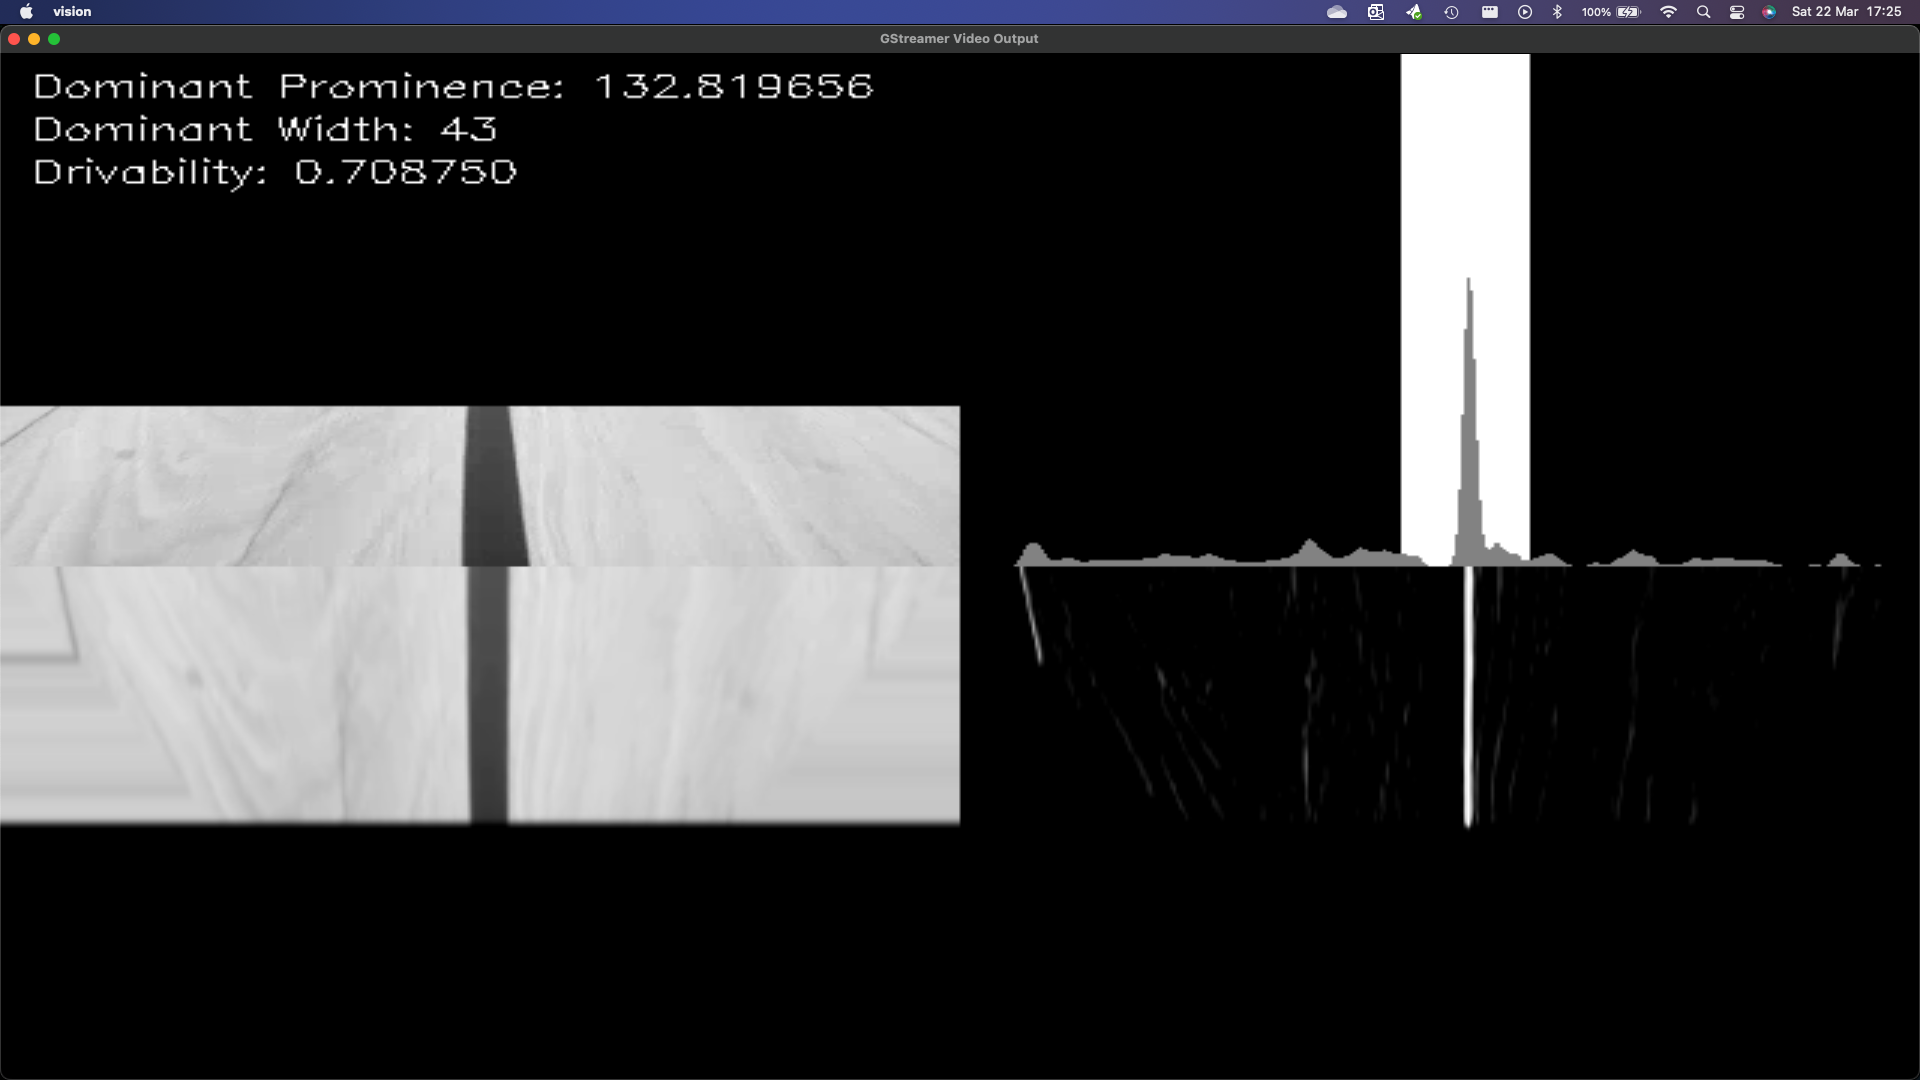 vision
100%
Sat 22 Mar 17:25
GStreamer Video Output
Dominant Prominence: 132.819656
Dominant Width: 43
Drivability: 0.708750